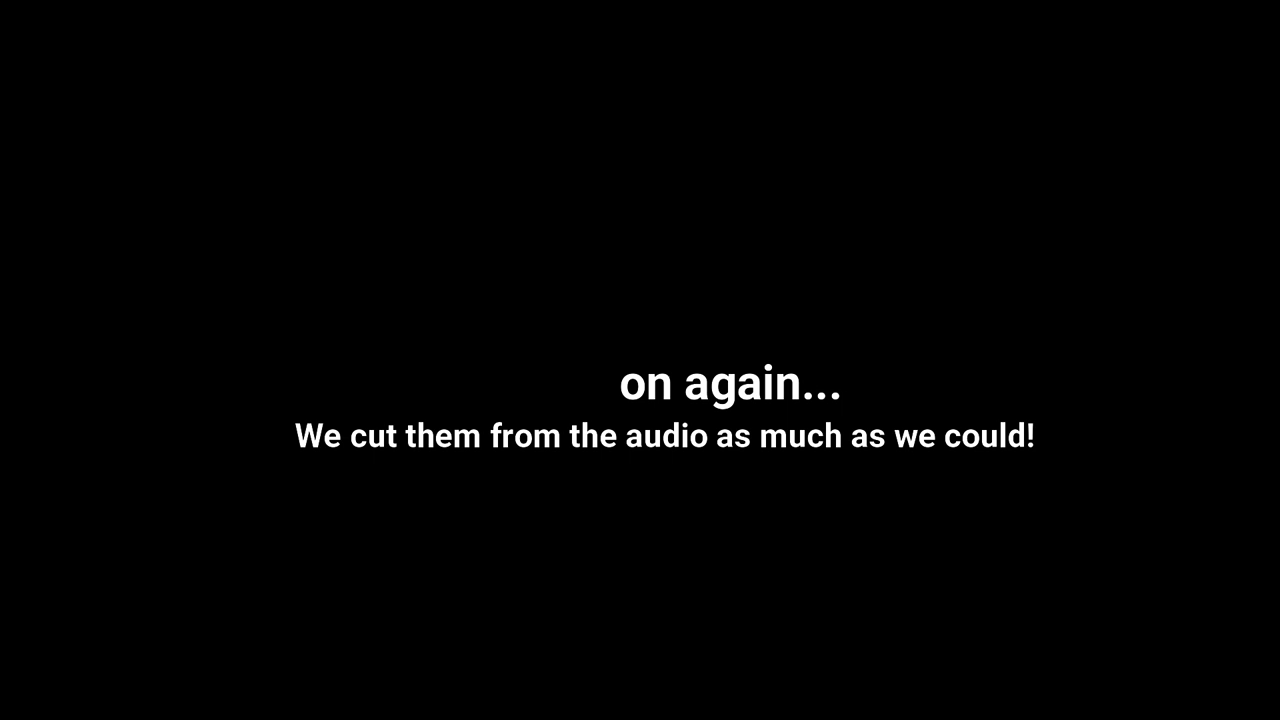 on again...
We cut them from the audio as much as we could!